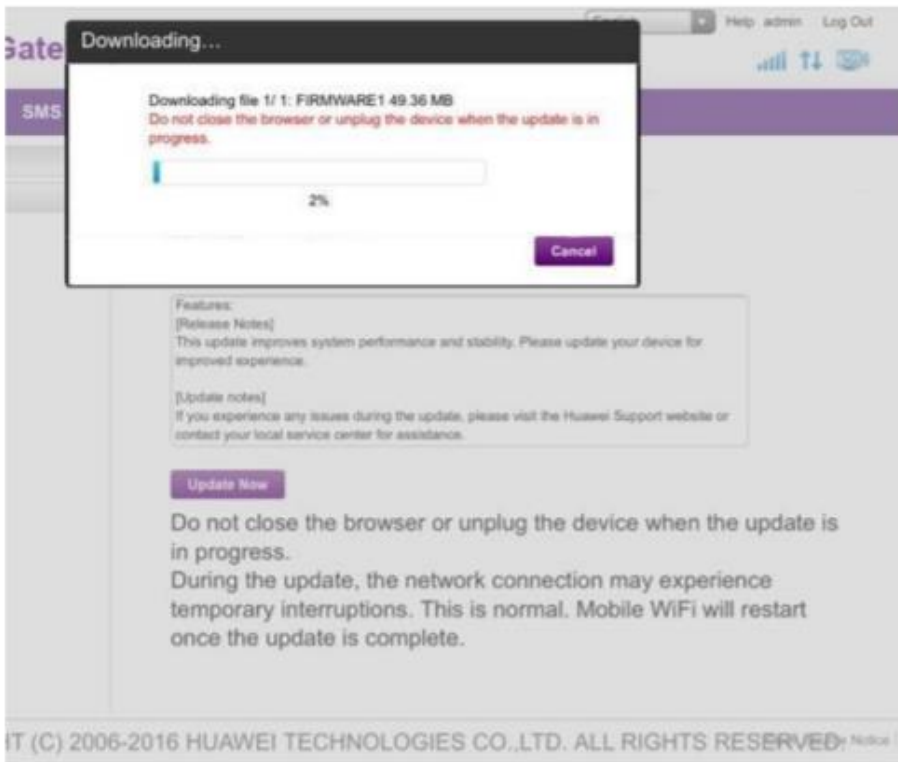 Help admin Log Out
Gate
SMS
Downloading...
Downloading file 1/ 1: FIRMWARE1 49.36 MB
Do not close the browser or unplug the device when the update is in
progress.
2%
Cancel
Features:
[Release Notes]
This update improves system performance and stability. Please update your device for
improved experience.
[Update notes]
If you experience any issues during the update, please visit the Huawei Support website or
contact your local service center for assistance.
Update Now
Do not close the browser or unplug the device when the update is
in progress.
During the update, the network connection may experience
temporary interruptions. This is normal. Mobile WiFi will restart
once the update is complete.
HT (C) 2006-2016 HUAWEI TECHNOLOGIES CO.,LTD. ALL RIGHTS RESERVED. Notice